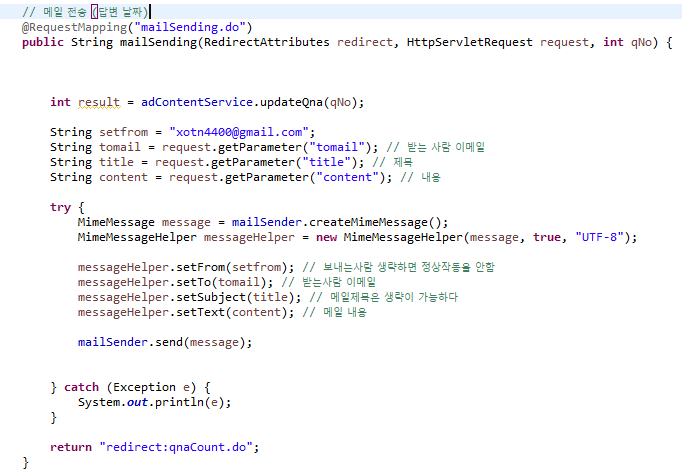 // 메일 전송 (답변 날짜)
@RequestMapping("mailSending.do")
public String mailSending(RedirectAttributes redirect, HttpServletRequest request, int qNo) {
int result = adContentService.updateQna(qNo);
String setfrom = "xotn4400@gmail.com";
String tomail = request.getParameter("tomail"); // 받는 사람 이메일
String title = request.getParameter("title"); // 제목
String content = request.getParameter("content"); // 내용
try {
MimeMessage message = mailSender.createMimeMessage();
MimeMessageHelper messageHelper = new MimeMessageHelper(message, true, "UTF-8");
messageHelper.setFrom(setfrom); // 보내는사람 생략하면 정상작동을 안함
messageHelper.setTo(tomail); // 받는사람 이메일
messageHelper.setSubject(title); // 메일제목은 생략이 가능하다
messageHelper.setText(content); // 메일 내용
mailSender.send(message);
} catch (Exception e) {
System.out.println(e);
}
return "redirect:qnaCount.do";
}